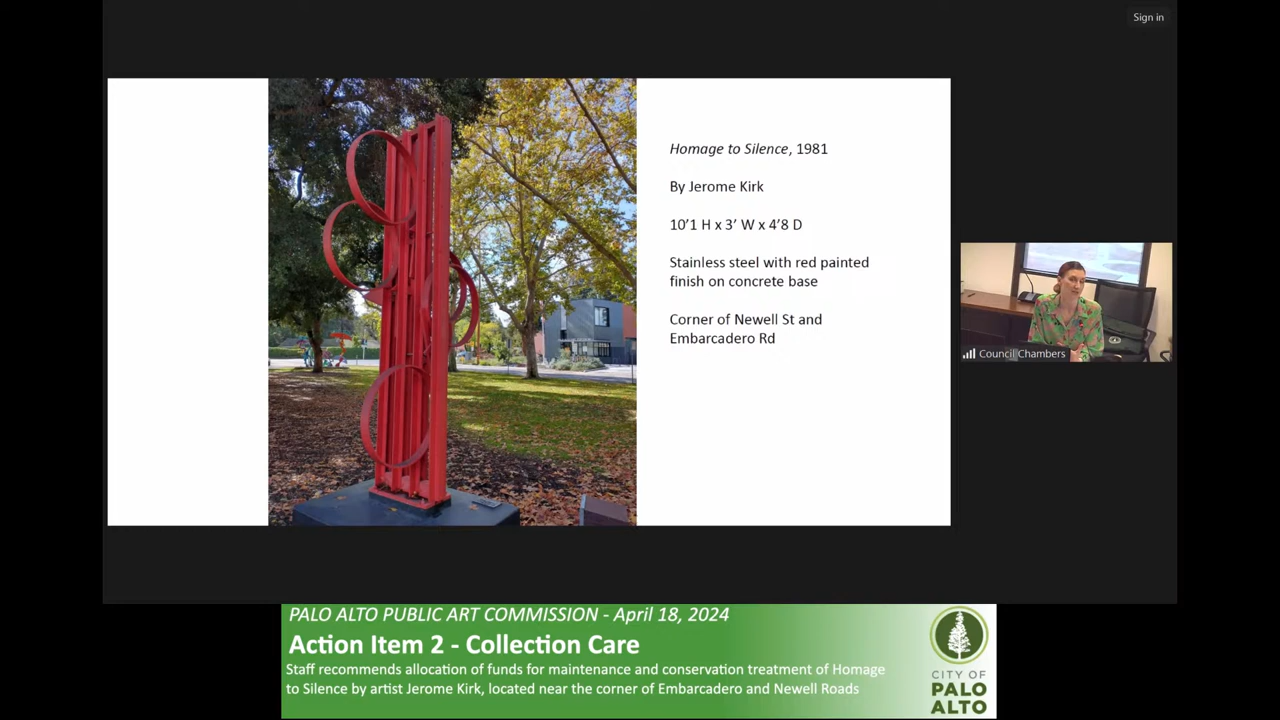 Sign in
Homage to Silence, 1981
By Jerome Kirk
10'1 H x 3' W x 4'8 D
Stainless steel with red painted
finish on concrete base
Corner of Newell St and
Embarcadero Rd
Council Chambers
PALO ALTO PUBLIC ART COMMISSION - April 18, 2024
Action Item 2 - Collection Care
Staff recommends allocation of funds for maintenance and conservation treatment of Homage
to Silence by artist Jerome Kirk, located near the corner of Embarcadero and Newell Roads
CITY OF
PALO
ALTO